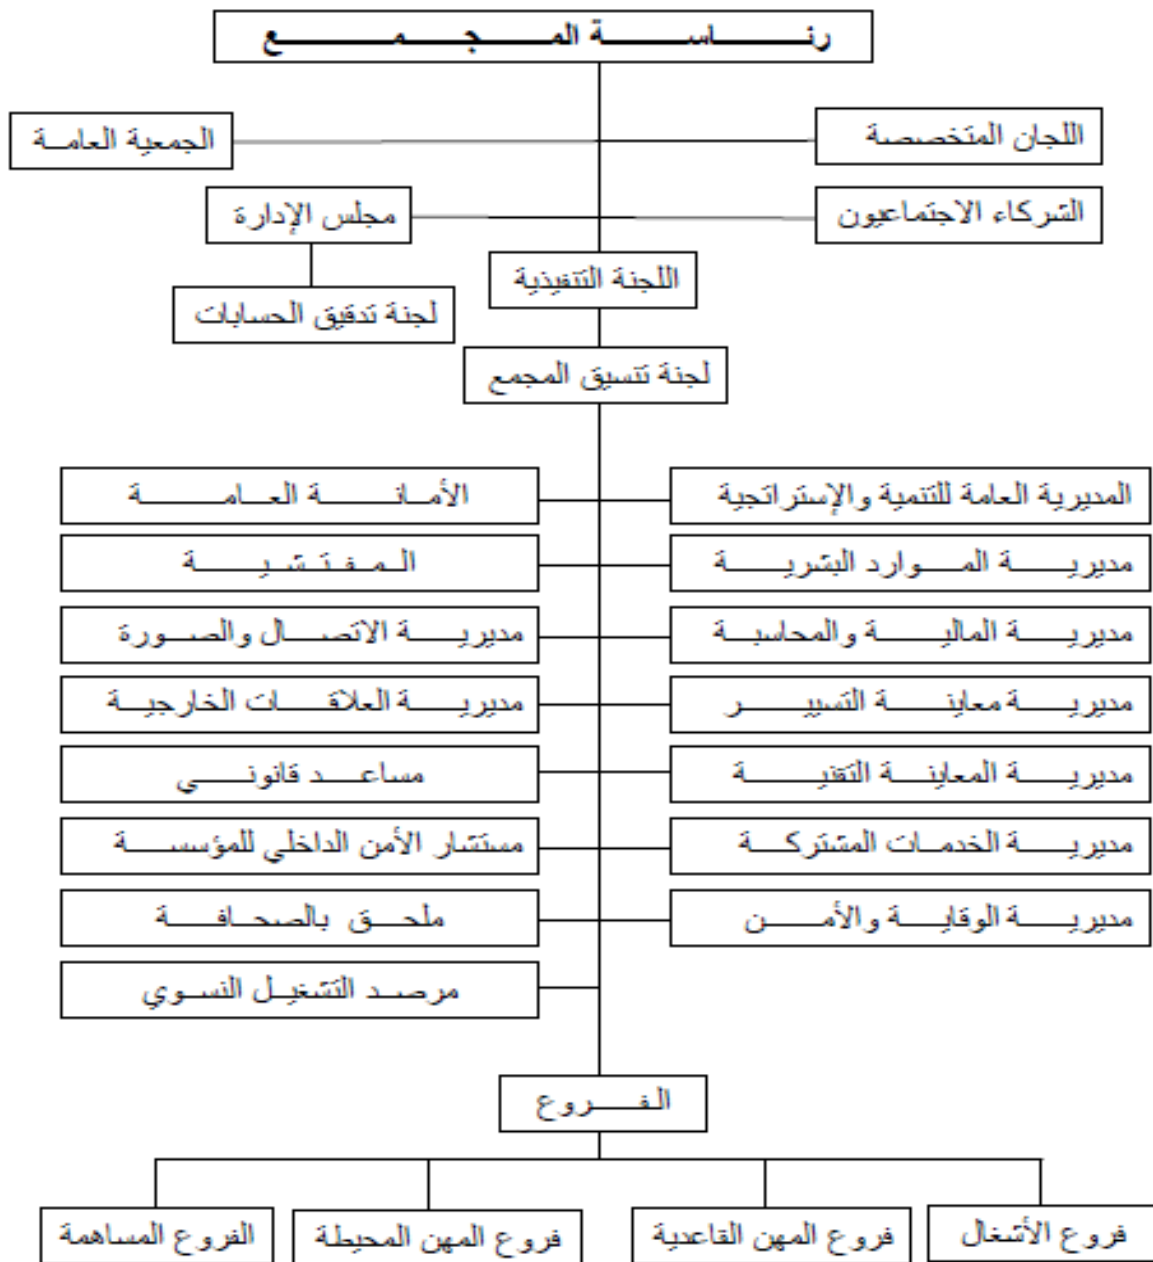 رئاسة المجمع
اللجان المتخصصة
الجمعية العامة
الشركاء الاجتماعيون
مجلس الإدارة
اللجنة التنفيذية
لجنة تدقيق الحسابات
لجنة تنسيق المجمع
المديرية العامة للتنمية والإستراتجية
الأمانة العامة
مديرية الموارد البشرية
المفتشية
مديرية المالية والمحاسبة
مديرية الاتصال والصورة
مديرية معاينة التسيير
مديرية العلاقات الخارجية
مديرية المعاينة التقنية
مساعد قانوني
مديرية الخدمات المشتركة
مستشار الأمن الداخلي للمؤسسة
مديرية الوقاية والأمن
ملحق بالصحافة
مرصد التشغيل النسوي
الفروع
فروع الأشغال
فروع المهن القاعدية
فروع المهن المحيطة
الفروع المساهمة